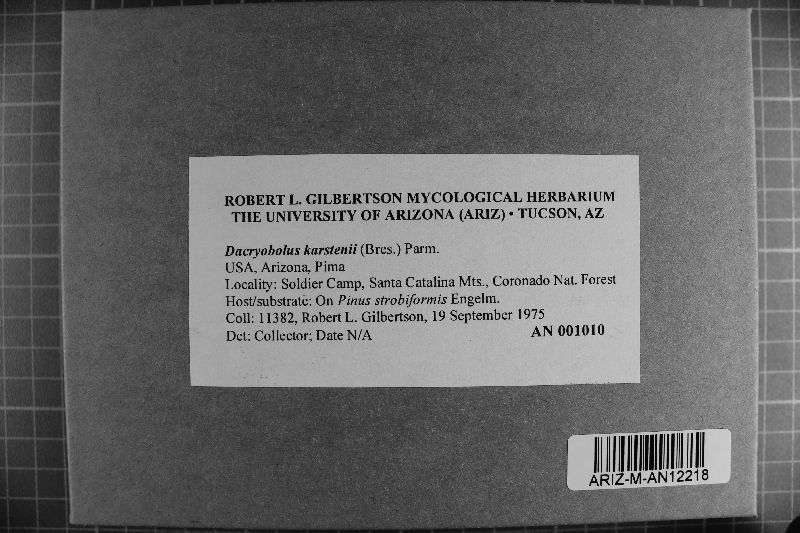 ROBERT L. GILBERTSON MYCOLOGICAL HERBARIUM
THE UNIVERSITY OF ARIZONA (ARIZ) • TUCSON, AZ
Dacryobolus karstenii (Bres.) Parm.
USA, Arizona, Pima
Locality: Soldier Camp, Santa Catalina Mts., Coronado Nat. Forest
Host/substrate: On Pinus strobiformis Engelm.
Coll: 11382, Robert L. Gilbertson, 19 September 1975
Det: Collector; Date N/A
AN 001010
ARIZ-M-AN12218